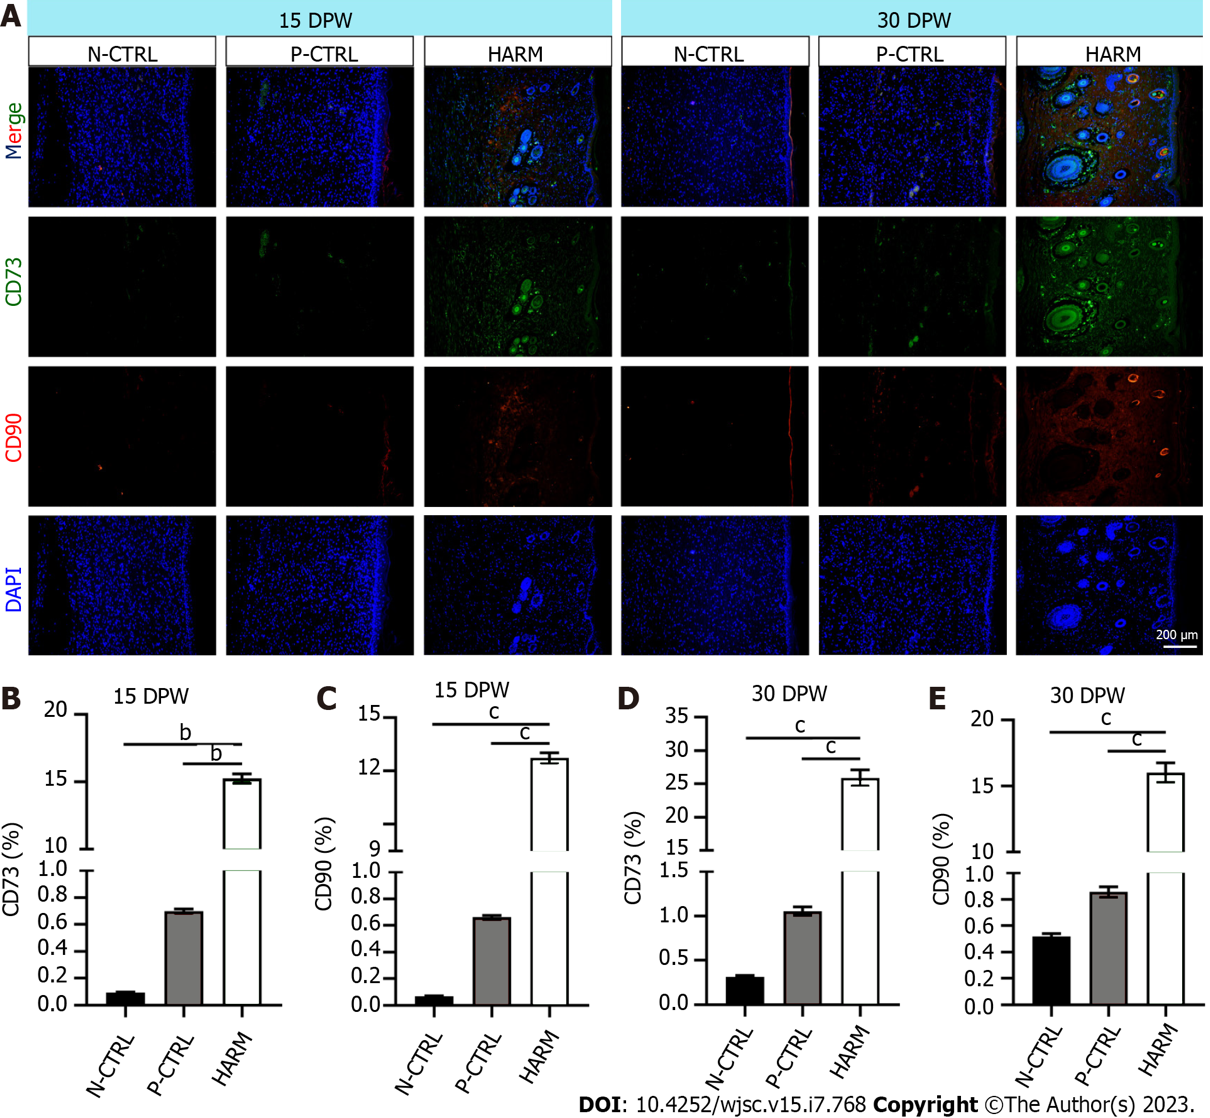 A
15 DPW
30 DPW
N-CTRL
P-CTRL
HARM
N-CTRL
P-CTRL
HARM
Merge
CD73
CD90
DAPI
200 µm
B
15 DPW
CD73 (%)
20
15
10
1.0
0.8
0.6
0.4
0.2
0.0
b
b
N-CTRL
P-CTRL
HARM
C
15 DPW
CD90 (%)
15
12
9
1.0
0.8
0.6
0.4
0.2
0.0
c
c
N-CTRL
P-CTRL
HARM
D
30 DPW
CD73 (%)
35
30
25
20
15
1.5
1.0
0.5
0.0
c
c
N-CTRL
P-CTRL
HARM
E
30 DPW
CD90 (%)
20
15
10
1.0
0.8
0.6
0.4
0.2
0.0
c
c
N-CTRL
P-CTRL
HARM
DOI: 10.4252/wjsc.v15.i7.768 Copyright ©The Author(s) 2023.